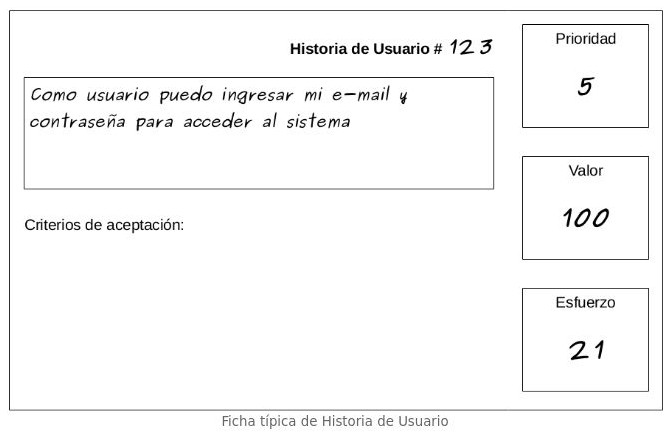 Historia de Usuario # 123
Prioridad
5
Como usuario puedo ingresar mi e-mail y
contraseña para acceder al sistema
Valor
100
Criterios de aceptación:
Esfuerzo
21
Ficha típica de Historia de Usuario